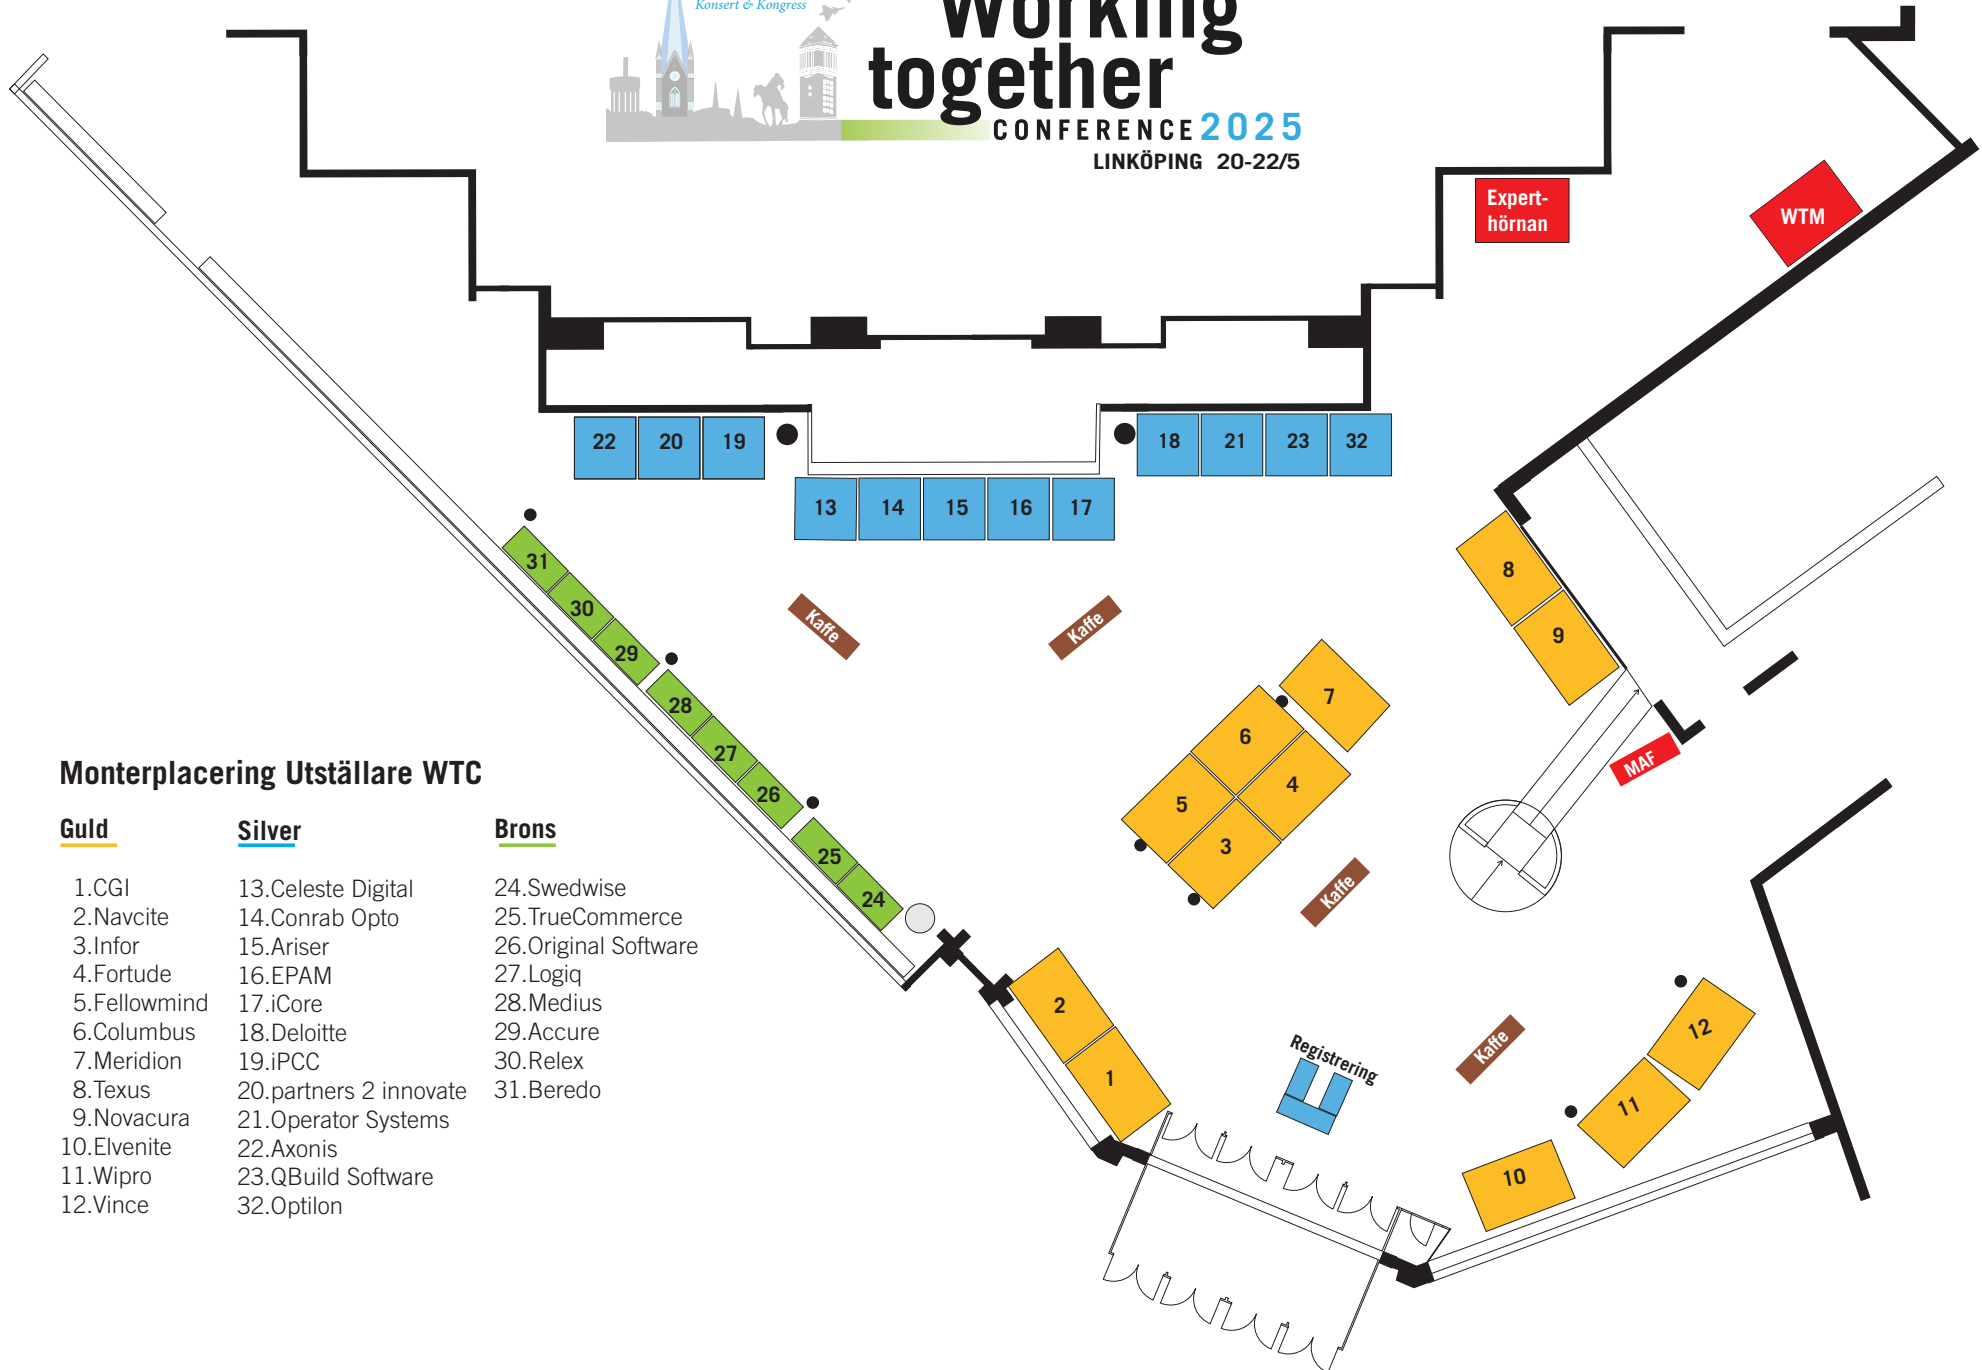 Konsert & Kongress
Working
together
CONFERENCE 2025
LINKÖPING 20-22/5
Expert-
hörnan
WTM
22 20 19
18 21 23 32
13 14 15 16 17
31
30
29
28
27
26
25
24
Kaffe
Kaffe
8
9
7
6
4
5
3
MAF
Kaffe
2
1
Registrering
Kaffe
12
11
10
Monterplacering Utställare WTC
Guld
1.CGI
2.Navcite
3.Infor
4.Fortude
5.Fellowmind
6.Columbus
7.Meridion
8.Texus
9.Novacura
10.Elvenite
11.Wipro
12.Vince
Silver
13.Celeste Digital
14.Conrab Opto
15.Ariser
16.EPAM
17.iCore
18.Deloitte
19.iPCC
20.partners 2 innovate
21.Operator Systems
22.Axonis
23.QBuild Software
32.Optilon
Brons
24.Swedwise
25.TrueCommerce
26.Original Software
27.Logiq
28.Medius
29.Accure
30.Relex
31.Beredo